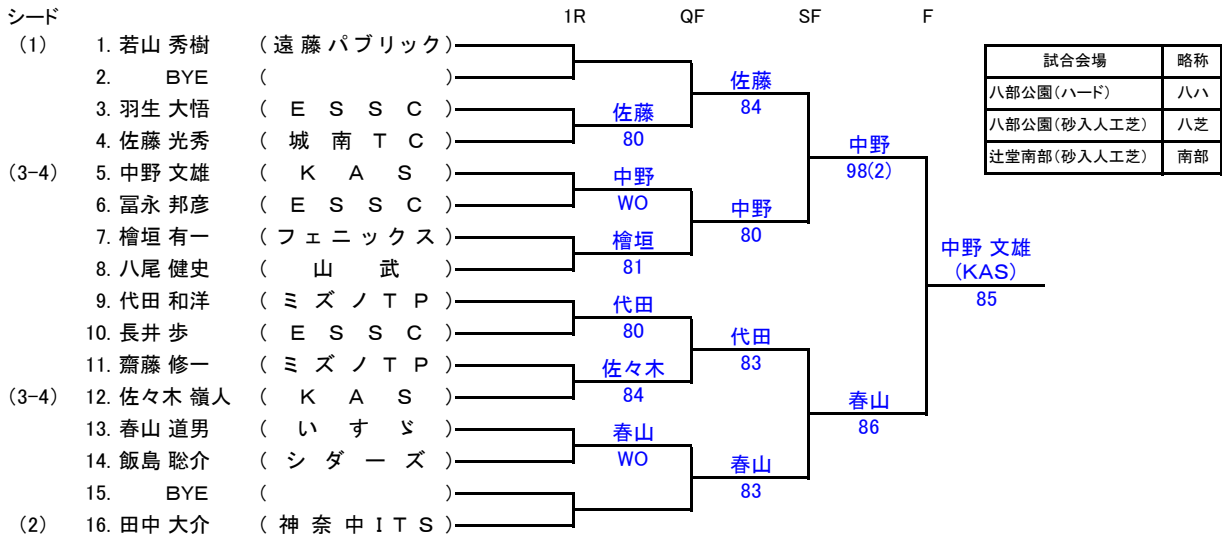 シード 1R QF SF F
(1) 1. 若山 秀樹 (遠藤パブリック)
2. BYE ( )
3. 羽生 大悟 (ESSC)
4. 佐藤 光秀 (城南TC)
(3-4) 5. 中野 文雄 (KAS)
6. 冨永 邦彦 (ESSC)
7. 檜垣 有一 (フェニックス)
8. 八尾 健史 (山武)
9. 代田 和洋 (ミズノTP)
10. 長井 歩 (ESSC)
11. 齋藤 修一 (ミズノTP)
(3-4) 12. 佐々木 嶺人 (KAS)
13. 春山 道男 (いすゞ)
14. 飯島 聡介 (シダーズ)
15. BYE ( )
(2) 16. 田中 大介 (神奈中ITS)
佐藤
80
中野
WO
檜垣
81
代田
80
佐々木
84
春山
WO
佐藤
84
中野
80
代田
83
春山
83
中野
98(2)
春山
86
中野 文雄
(KAS)
85
試合会場 略称
八部公園(ハード) 八ハ
八部公園(砂入人工芝) 八芝
辻堂南部(砂入人工芝) 南部